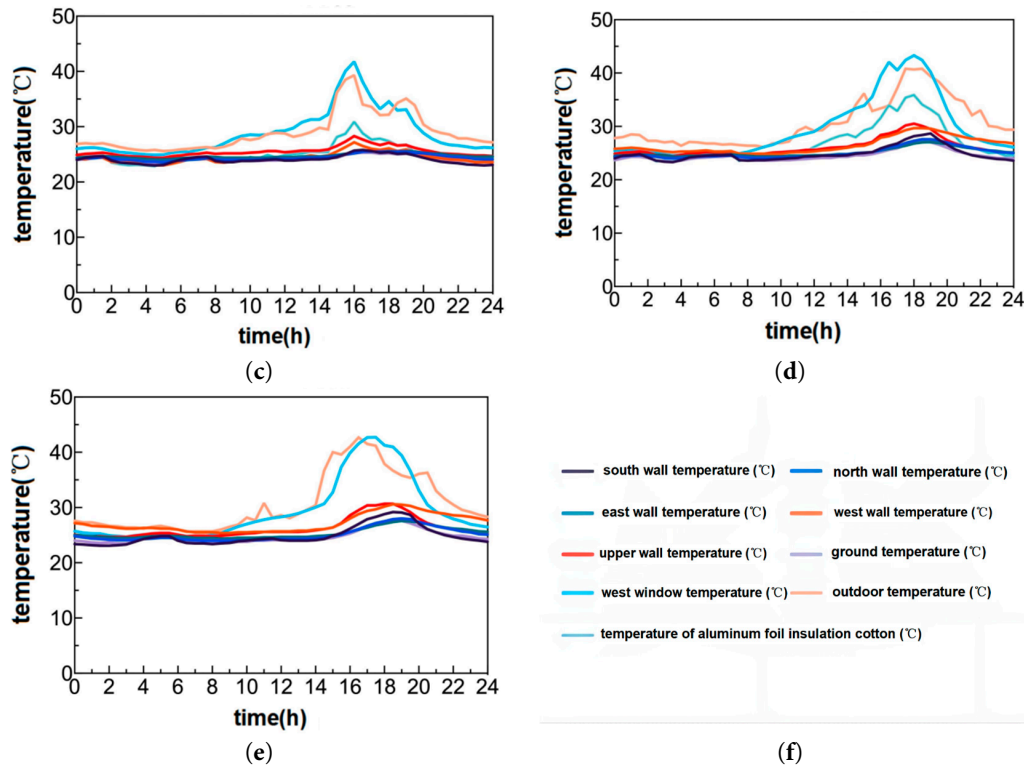 50
40
30
20
10
0
temperature(℃)
0 2 4 6 8 10 12 14 16 18 20 22 24
time(h)
(c)
50
40
30
20
10
0
temperature(℃)
0 2 4 6 8 10 12 14 16 18 20 22 24
time(h)
(d)
50
40
30
20
10
0
temperature(℃)
0 2 4 6 8 10 12 14 16 18 20 22 24
time(h)
(e)
south wall temperature (℃) north wall temperature (℃)
east wall temperature (℃) west wall temperature (℃)
upper wall temperature (℃) ground temperature (℃)
west window temperature (℃) outdoor temperature (℃)
temperature of aluminum foil insulation cotton (℃)
(f)